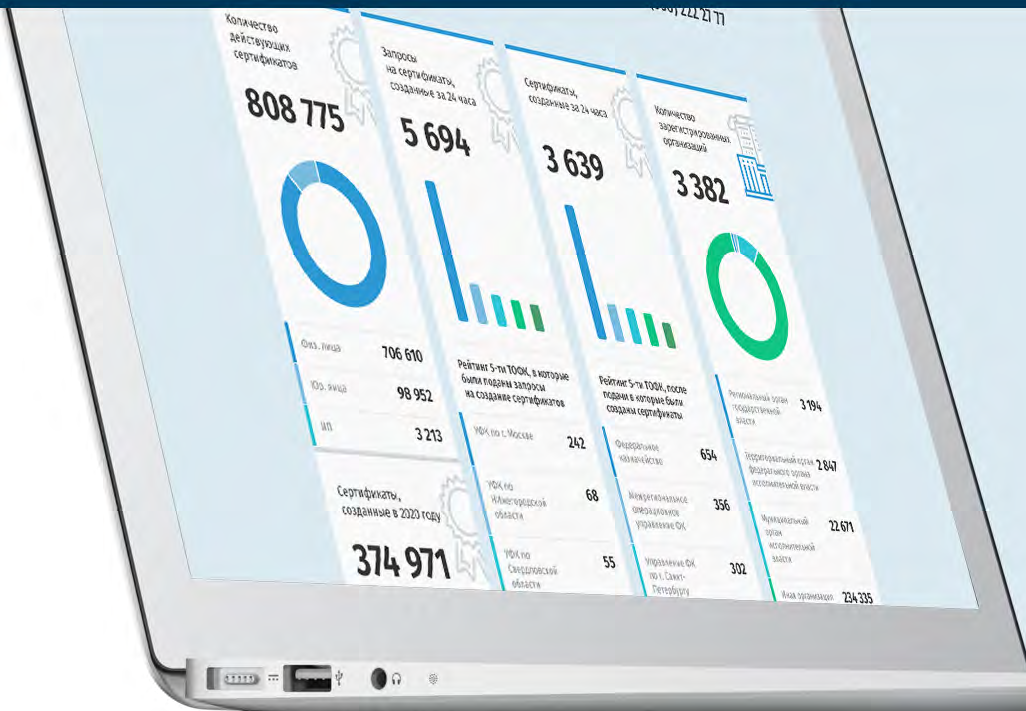 222 27 77
Количество
действующих
сертификатов
808 775
Физ. лица 706 610
Юр. лица 98 952
ИП 3 213
Сертификаты,
созданные в 2020 году
374 971
Запросы
на сертификаты,
созданные за 24 часа
5 694
Рейтинг 5-ти ТОФК, в которые
были поданы запросы
на создание сертификатов
УФК по г. Москве 242
УФК по
Нижегородской
области
68
УФК по
Свердловской
области
55
Сертификаты,
созданные за 24 часа
3 639
Рейтинг 5-ти ТОФК, после
подачи в которые были
созданы сертификаты
Федеральное
казначейство
654
Межрегиональное
операционное
управление ФК
356
Управление ФК
по г. Санкт-
Петербургу
302
Количество
зарегистрированных
организаций
3 382
Региональный орган
государственной
власти
3 194
Территориальный орган
федерального органа
исполнительной власти
2 847
Муниципальный
орган
исполнительной
власти
22 671
Иная организация 234 335